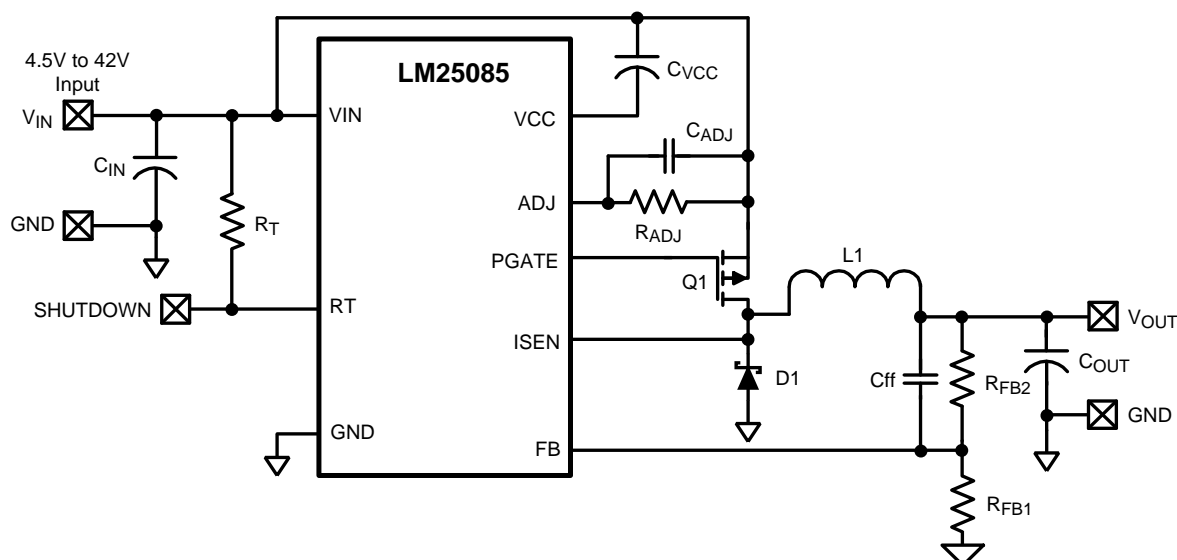 4.5V to 42V
Input
LM25085
CVCC
VIN
VIN
VCC
CADJ
CIN
ADJ
GND
RT
RADJ
PGATE
L1
Q1
SHUTDOWN
RT
VOUT
ISEN
D1
Cff
RFB2
COUT
GND
GND
FB
RFB1